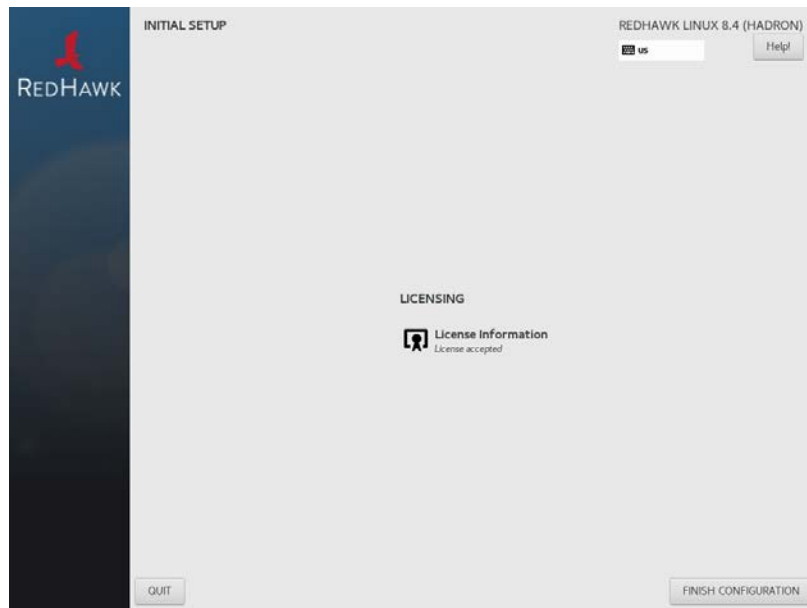 INITIAL SETUP
REDHAWK LINUX 8.4 (HADRON)
us
Help!
REDHAWK
LICENSING
License Information
License accepted
QUIT
FINISH CONFIGURATION